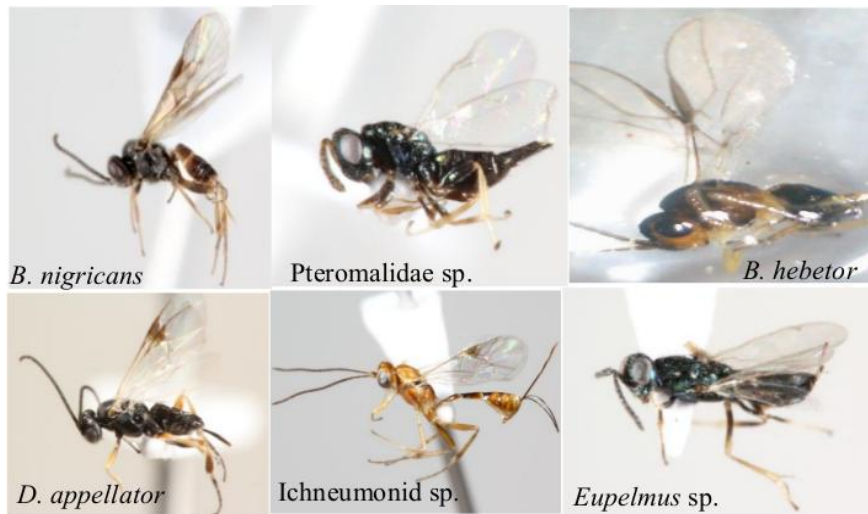 B. nigricans
Pteromalidae sp.
B. hebetor
D. appellator
Ichneumonid sp.
Eupelmus sp.